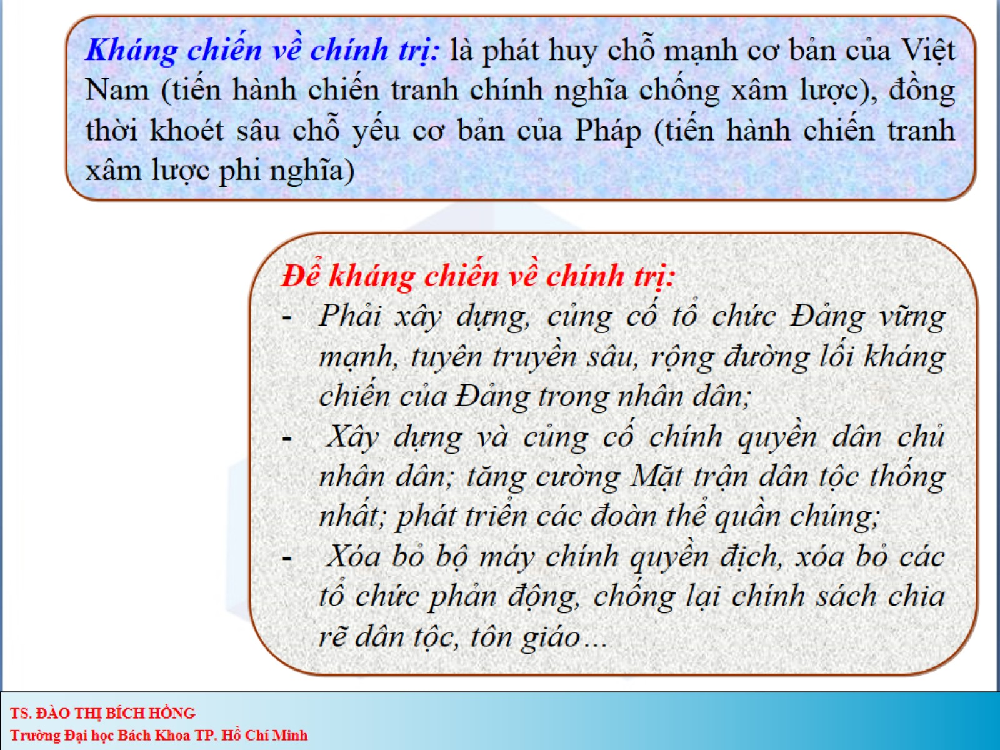 Kháng chiến về chính trị: là phát huy chỗ mạnh cơ bản của Việt
Nam (tiến hành chiến tranh chính nghĩa chống xâm lược), đồng
thời khoét sâu chỗ yếu cơ bản của Pháp (tiến hành chiến tranh
xâm lược phi nghĩa)
Để kháng chiến về chính trị:
- Phải xây dựng, củng cố tổ chức Đảng vững
mạnh, tuyên truyền sâu, rộng đường lối kháng
chiến của Đảng trong nhân dân;
- Xây dựng và củng cố chính quyền dân chủ
nhân dân; tăng cường Mặt trận dân tộc thống
nhất; phát triển các đoàn thể quần chúng;
- Xóa bỏ bộ máy chính quyền địch, xóa bỏ các
tổ chức phản động, chống lại chính sách chia
rẽ dân tộc, tôn giáo...
TS. ĐÀO THỊ BÍCH HỒNG
Trường Đại học Bách Khoa TP. Hồ Chí Minh